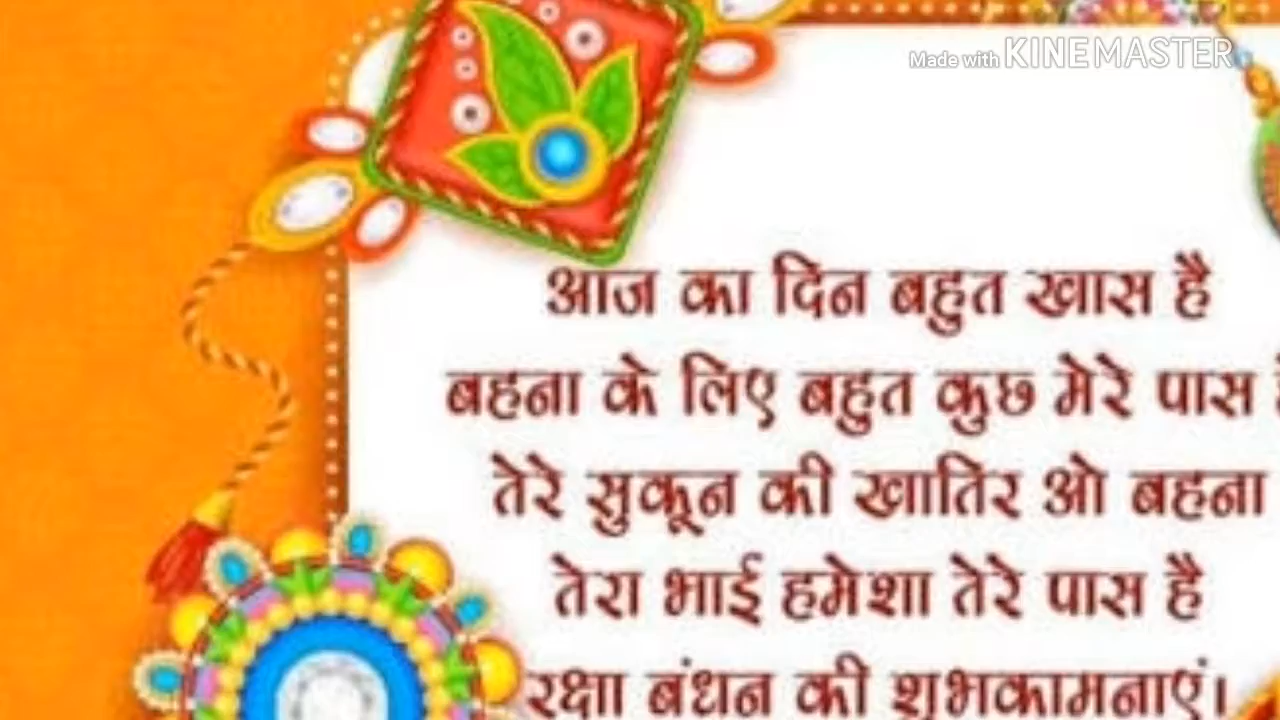 Made with KINEMASTER
आज का दिन बहुत खास है
बहना के लिए बहुत कुछ मेरे पास
तेरे सुकून की खातिर ओ बहना
तेरा भाई हमेशा तेरे पास है
रक्षा बंधन की शुभकामनाएं।